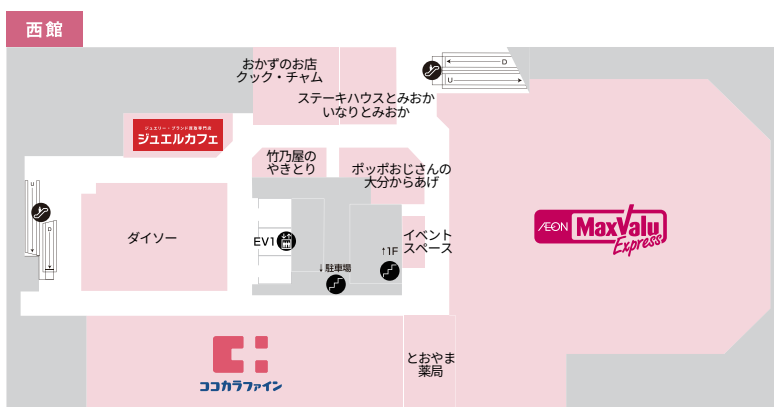 西館
おかずのお店
クック・チャム
ステーキハウスとみおか
いなりとみおか
D
U
ジュエリー・ブランド買取専門店
ジュエルカフェ
竹乃屋の
やきとり
ポッポおじさんの
大分からあげ
U
D
ダイソー
EV1
イベント
スペース
↑1F
↓駐車場
ÆON
MaxValu
Express
とおやま
薬局
ココカラファイン